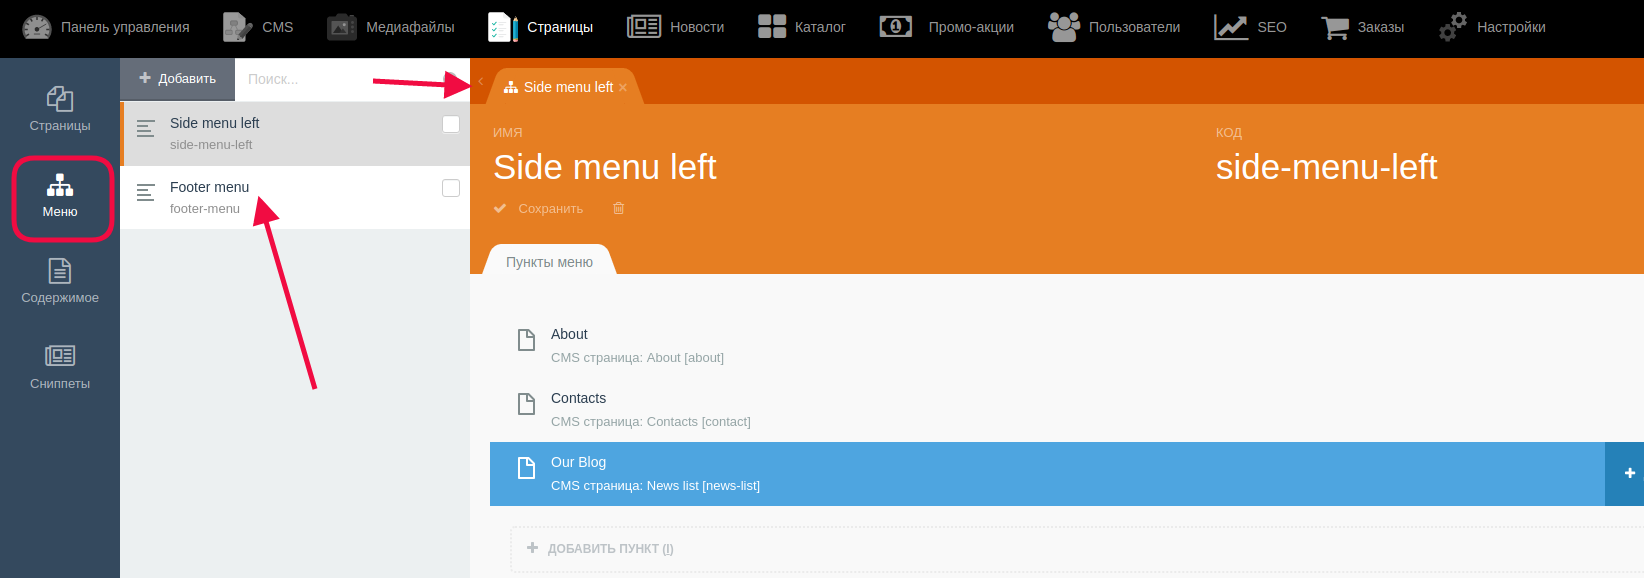 Панель управления CMS Медиафайлы Страницы Новости Каталог Промо-акции Пользователи SEO Заказы Настройки
Страницы
Меню
Содержимое
Сниппеты
Добавить Поиск...
Side menu left
side-menu-left
Footer menu
footer-menu
Side menu left
ИМЯ КОД
Side menu left side-menu-left
Сохранить
Пункты меню
About
CMS страница: About [about]
Contacts
CMS страница: Contacts [contact]
Our Blog
CMS страница: News list [news-list]
ДОБАВИТЬ ПУНКТ (I)